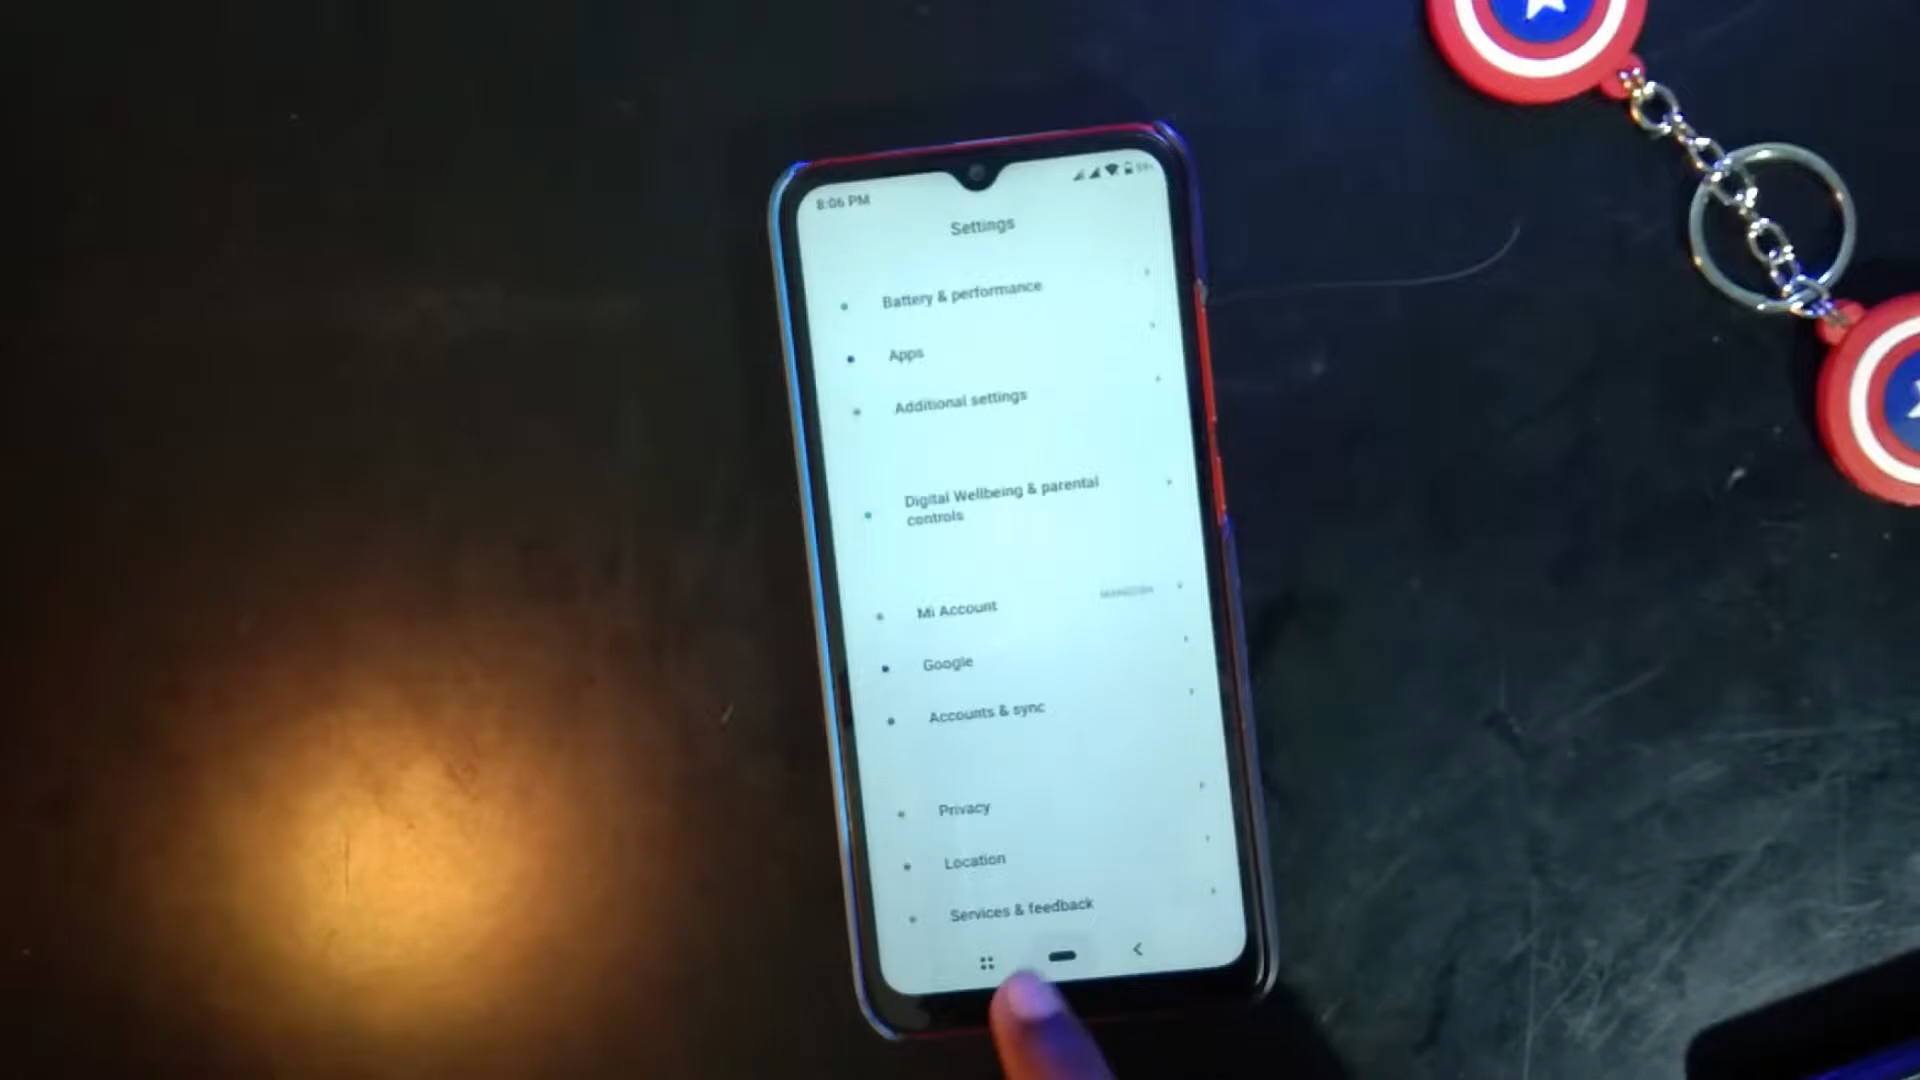 8:06 PM
Settings
Battery & performance
Apps
Additional settings
Digital Wellbeing & parental
controls
Mi Account
Google
Accounts & sync
Privacy
Location
Services & feedback